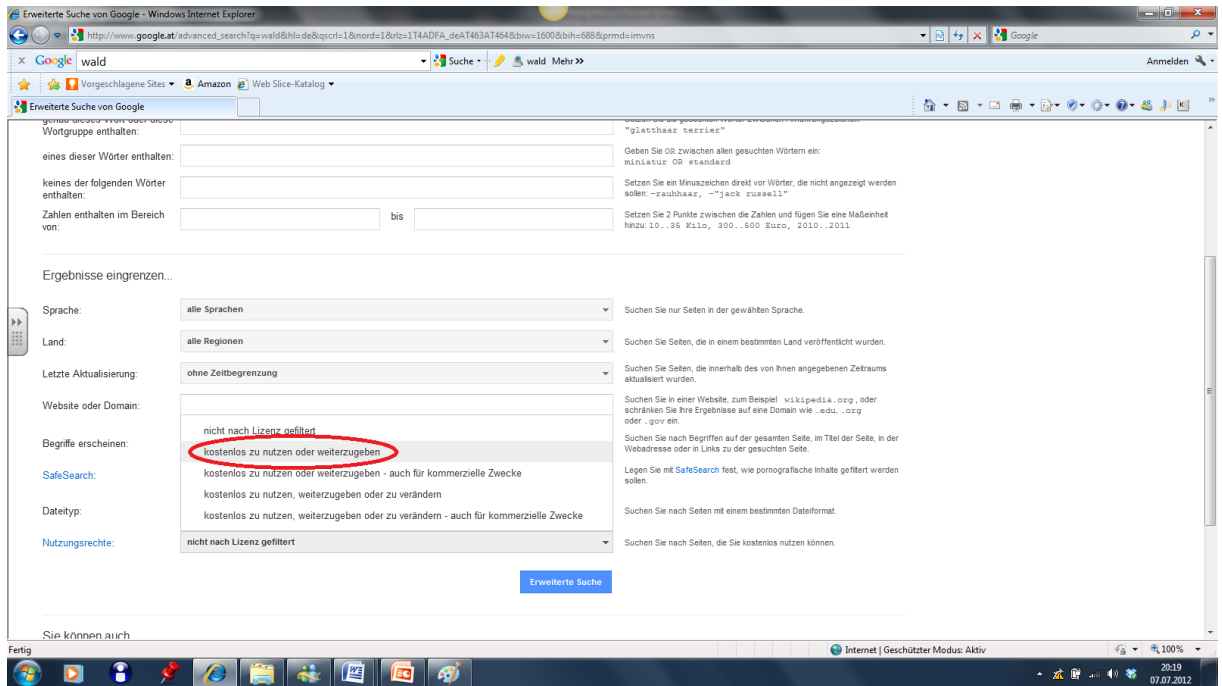 Erweiterte Suche von Google - Windows Internet Explorer
http://www.google.at/advanced_search?q=wald&hl=de&qscrl=1&nord=1&rlz=1T4ADFA_deAT463AT464&biw=1600&bih=688&prmd=imvns
Google
x Google wald Suche wald Mehr >> Anmelden
Vorgeschlagene Sites Amazon Web Slice-Katalog
Erweiterte Suche von Google
genau dieses Wort oder diese
Wortgruppe enthalten:
"glatthaar terrier"
eines dieser Wörter enthalten:
Geben Sie OR zwischen allen gesuchten Wörtern ein:
miniatur OR standard
keines der folgenden Wörter
enthalten:
Setzen Sie ein Minuszeichen direkt vor Wörter, die nicht angezeigt werden
sollen: -rauhhaar, -"jack russell"
Zahlen enthalten im Bereich
von:
bis
Setzen Sie 2 Punkte zwischen die Zahlen und fügen Sie eine Maßeinheit
hinzu: 10..35 Kilo, 300..500 Euro, 2010..2011
Ergebnisse eingrenzen...
Sprache:
alle Sprachen
Suchen Sie nur Seiten in der gewählten Sprache.
Land:
alle Regionen
Suchen Sie Seiten, die in einem bestimmten Land veröffentlicht wurden.
Letzte Aktualisierung:
ohne Zeitbegrenzung
Suchen Sie Seiten, die innerhalb des von Ihnen angegebenen Zeitraums
aktualisiert wurden.
Website oder Domain:
Suchen Sie in einer Website, zum Beispiel wikipedia.org, oder
schränken Sie Ihre Ergebnisse auf eine Domain wie .edu, .org
oder .gov ein.
nicht nach Lizenz gefiltert
Begriffe erscheinen:
kostenlos zu nutzen oder weiterzugeben
Suchen Sie nach Begriffen auf der gesamten Seite, im Titel der Seite, in der
Webadresse oder in Links zu der gesuchten Seite.
SafeSearch:
kostenlos zu nutzen oder weiterzugeben - auch für kommerzielle Zwecke
Legen Sie mit SafeSearch fest, wie pornografische Inhalte gefiltert werden
sollen.
kostenlos zu nutzen, weiterzugeben oder zu verändern
Dateityp:
kostenlos zu nutzen, weiterzugeben oder zu verändern - auch für kommerzielle Zwecke
Suchen Sie nach Seiten mit einem bestimmten Dateiformat.
Nutzungsrechte:
nicht nach Lizenz gefiltert
Suchen Sie nach Seiten, die Sie kostenlos nutzen können.
Erweiterte Suche
Sie können auch
Fertig
Internet | Geschützter Modus: Aktiv
100%
20:19
07.07.2012